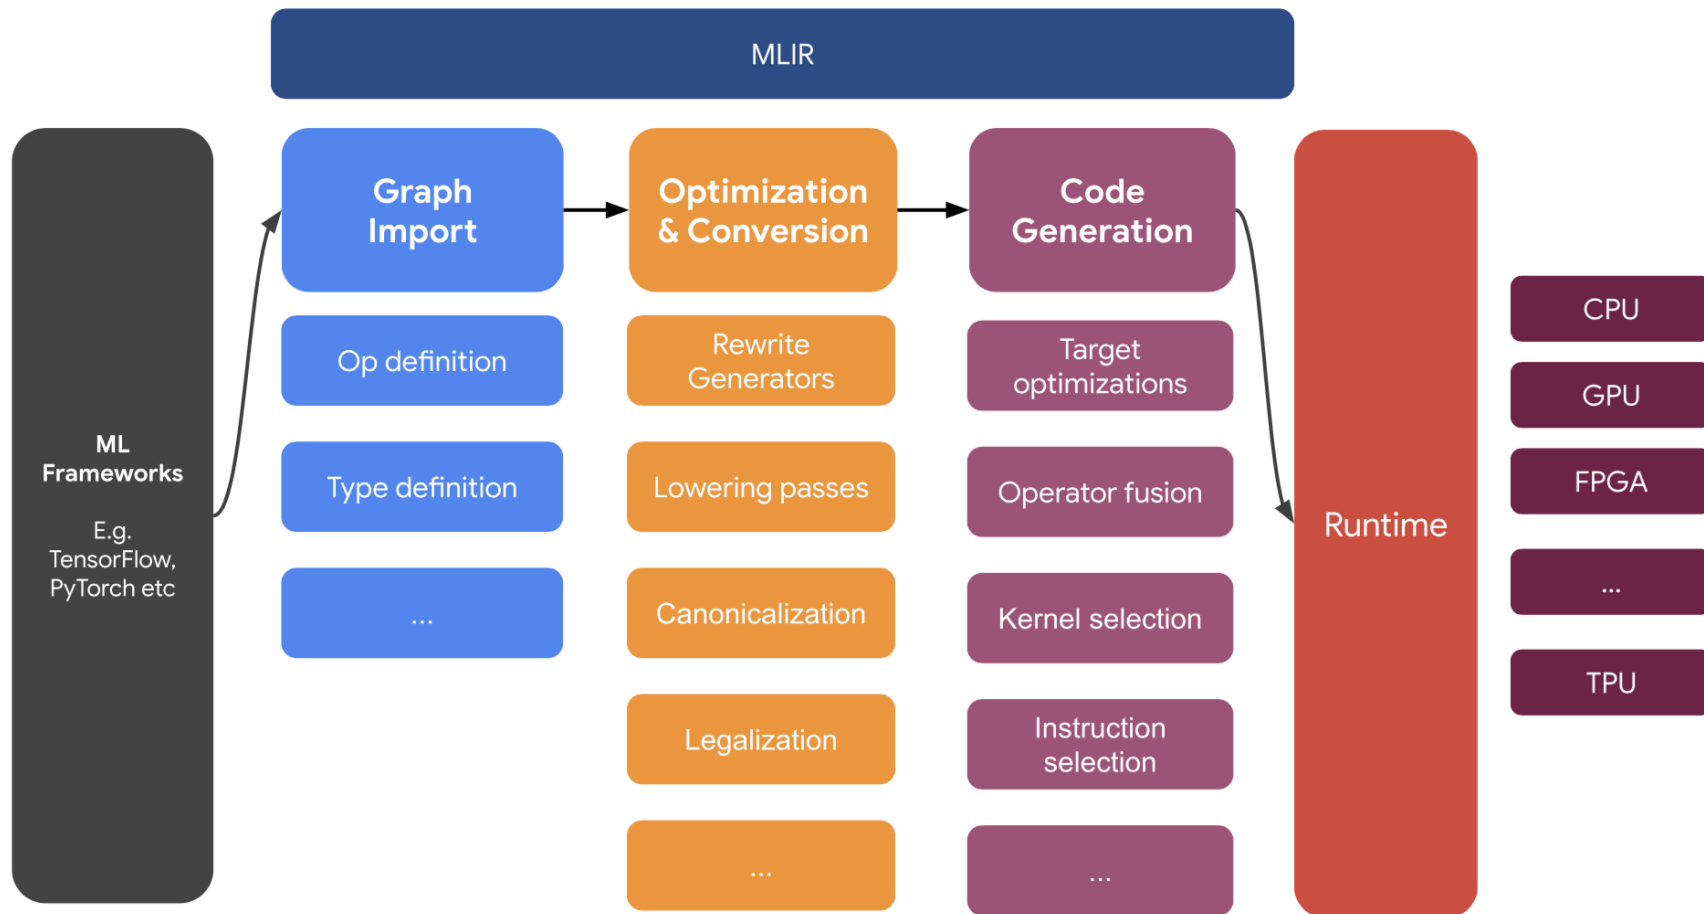 MLIR
ML
Frameworks
E.g.
TensorFlow,
PyTorch etc
Graph
Import
Op definition
Type definition
...
Optimization
& Conversion
Rewrite
Generators
Lowering passes
Canonicalization
Legalization
...
Code
Generation
Target
optimizations
Operator fusion
Kernel selection
Instruction
selection
...
Runtime
CPU
GPU
FPGA
...
TPU